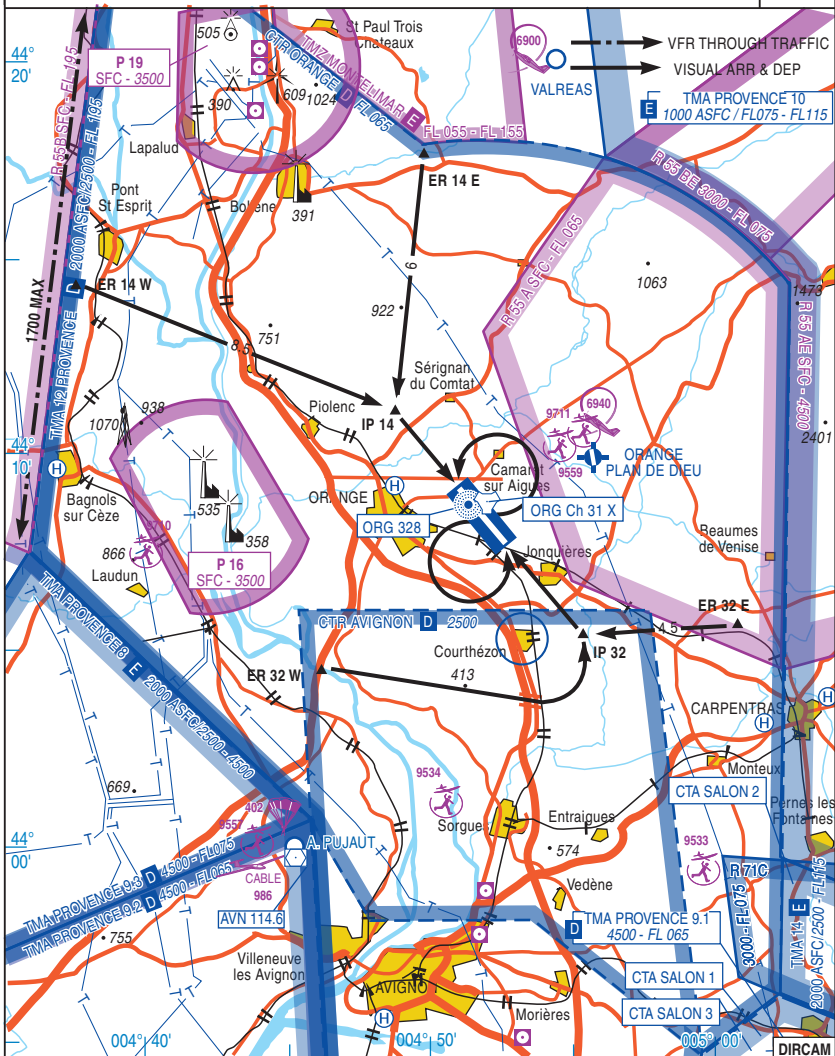 44°
20'
505
St Paul Trois
Chateaux
6900
VFR THROUGH TRAFFIC
VISUAL ARR & DEP
VALREAS
P 19
SFC - 3500
390
609
1024
CTR ORANGE D FL 065
TMZ MONTELIMAR E FL 055 - FL 155
E TMA PROVENCE 10
1000 ASFC / FL075 - FL115
R 55B SFC - FL 195
2000 ASFC/2500 - FL 195
Lapalud
ER 14 E
Pont
St Esprit
Bollène
391
R 55 BE 3000 - FL 075
R 55 A SFC - FL 065
6
1063
ER 14 W
1473
1700 MAX
TMA 12 PROVENCE D
922
751
8.5
R 55 AE SFC - 4500
Sérignan
du Comtat
938
1070
Piolenc
IP 14
9711
6940
2401
44°
10'
H
9559
ORANGE
PLAN DE DIEU
Camaret
sur Aigues
Bagnols
sur Cèze
535
ORANGE
H
ORG 328
ORG Ch 31 X
358
9710
866
Laudun
P 16
SFC - 3500
Jonquières
Beaumes
de Venise
CTR AVIGNON D 2500
ER 32 E
4.5
IP 32
Courthézon
ER 32 W
413
TMA PROVENCE 8
E 2000 ASFC/2500 - 4500
CARPENTRAS
H
H
Monteux
669
9534
CTA SALON 2
Pernes les
Fontaines
402
9557
Sorgues
Entraigues
44°
00'
A. PUJAUT
574
9533
R 71C
3000 - FL 075
CABLE
986
Vedène
TMA PROVENCE 9.3 D 4500 - FL075
TMA PROVENCE 9.2 D 4500 - FL065
755
AVN 114.6
D TMA PROVENCE 9.1
4500 - FL 065
TMA 14 E
2000 ASFC/2500 - FL115
Villeneuve
les Avignon
CTA SALON 1
AVIGNON
Morières
CTA SALON 3
H
004° 40'
004° 50'
005° 00'
DIRCAM